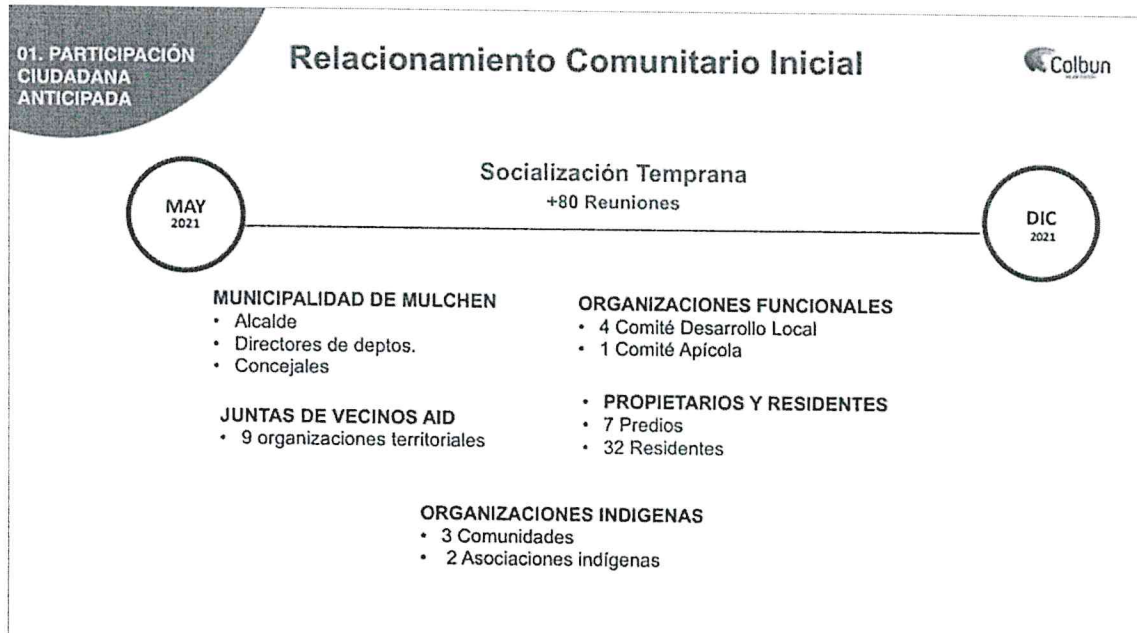 01. PARTICIPACIÓN
CIUDADANA
ANTICIPADA
Relacionamiento Comunitario Inicial
Colbun
Socialización Temprana
+80 Reuniones
MAY
2021
DIC
2021
MUNICIPALIDAD DE MULCHEN
• Alcalde
• Directores de deptos.
• Concejales
JUNTAS DE VECINOS AID
• 9 organizaciones territoriales
ORGANIZACIONES FUNCIONALES
• 4 Comité Desarrollo Local
• 1 Comité Apícola
• PROPIETARIOS Y RESIDENTES
• 7 Predios
• 32 Residentes
ORGANIZACIONES INDIGENAS
• 3 Comunidades
• 2 Asociaciones indígenas